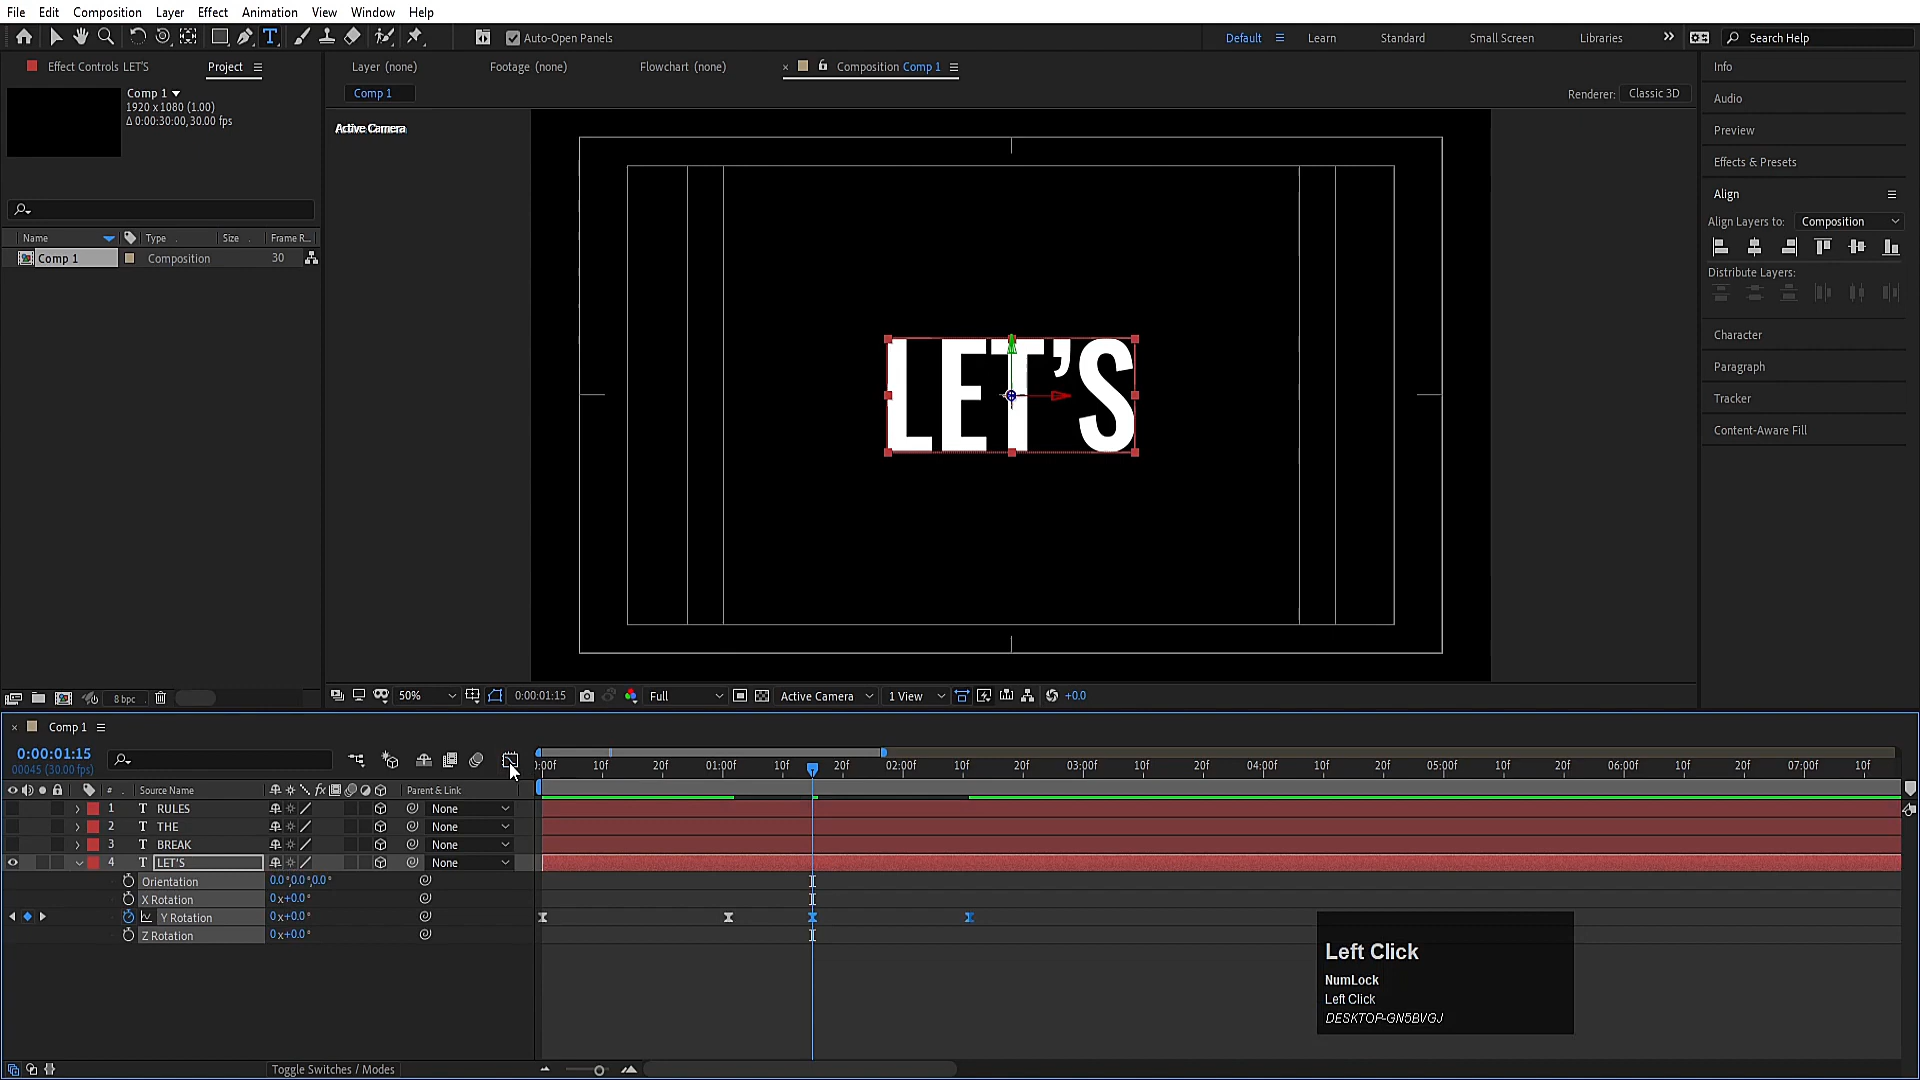 File Edit Composition Layer Effect Animation View Window Help
Auto-Open Panels
Default Learn Standard Small Screen Libraries Search Help
Effect Controls LET'S Project
Layer (none) Footage (none) Flowchart (none) Composition Comp 1
Comp 1
1920 x 1080 (1.00)
Δ 0:00:30:00, 30.00 fps
Comp 1
Renderer: Classic 3D
Active Camera
Name Type Size Frame R...
Comp 1 Composition 30
LET'S
Info
Audio
Preview
Effects & Presets
Align
Align Layers to: Composition
Distribute Layers:
Character
Paragraph
Tracker
Content-Aware Fill
8 bpc
50% 0:00:01:15 Full Active Camera 1 View +0.0
Comp 1
0:00:01:15
00045 (30.00 fps)
):00f 10f 20f 01:00f 10f 20f 02:00f 10f 20f 03:00f 10f 20f 04:00f 10f 20f 05:00f 10f 20f 06:00f 10f 20f 07:00f 10f
# Source Name fx Parent & Link
1 T RULES None
2 T THE None
3 T BREAK None
4 T LET'S None
Orientation 0.0°,0.0°,0.0°
X Rotation 0x+0.0°
Y Rotation 0x+0.0°
Z Rotation 0x+0.0°
Left Click
NumLock
Left Click
DESKTOP-GN5BVGJ
Toggle Switches / Modes